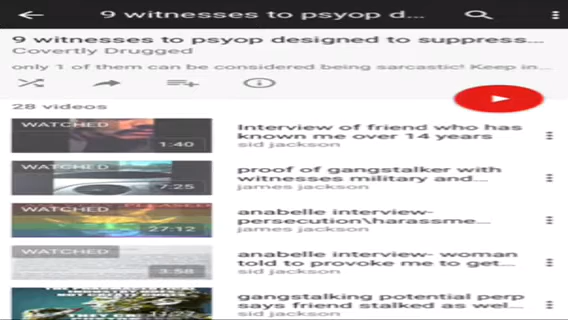 9 witnesses to psyop d...
9 witnesses to psyop designed to suppress...
Covertly Drugged
only 1 of them can be considered being sarcastic! Keep in...
28 videos
WATCHED
1:40
Interview of friend who has
known me over 14 years
sid jackson
WATCHED
7:25
proof of gangstalker with
witnesses military and...
james jackson
WATCHED
PLEASED
27:12
anabelle interview-
persecution\harassme...
james jackson
WATCHED
3:58
anabelle interview- woman
told to provoke me to get...
sid jackson
gangstalking potential perp
says friend stalked as wel...
sid jackson